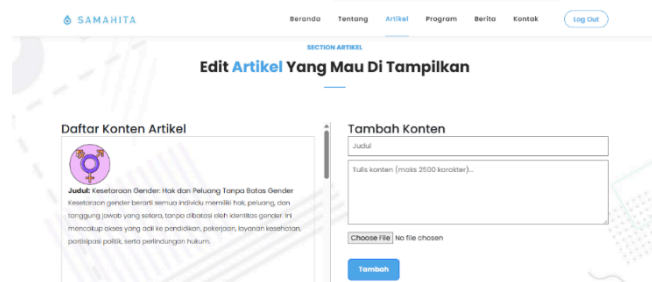 SAMAHITA
Beranda Tentang Artikel Program Berita Kontak Log Out
SECTION ARTIKEL
Edit Artikel Yang Mau Di Tampilkan
Daftar Konten Artikel
Judul: Kesetaraan Gender: Hak dan Peluang Tanpa Batas Gender
Kesetaraan gender berarti semua individu memiliki hak, peluang, dan
tanggung jawab yang setara, tanpa dibatasi oleh identitas gender. Ini
mencakup akses yang adil ke pendidikan, pekerjaan, layanan kesehatan,
partisipasi politik, serta perlindungan hukum.
Tambah Konten
Judul
Tulis konten (maks 2500 karakter)...
Choose File No file chosen
Tambah